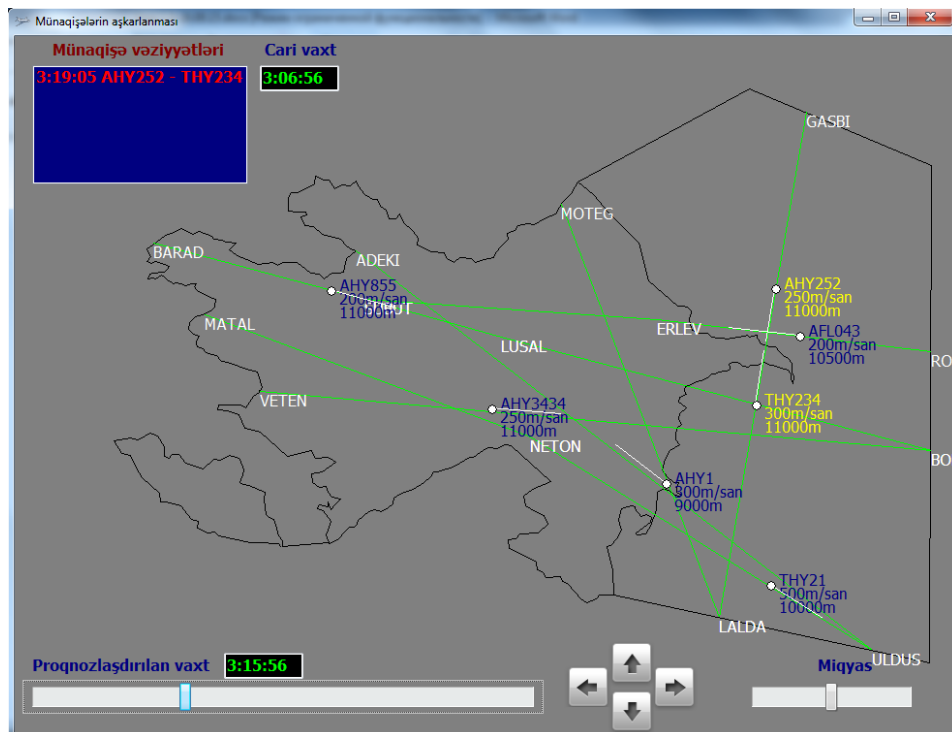 Münaqişələrin aşkarlanması
Münaqişə vəziyyətləri
Cari vaxt
3:19:05 AHY252 - THY234
3:06:56
GASBI
MOTEG
BARAD
ADEKI
AHY855
200m/san
11000m
AHY252
250m/san
11000m
MATAL
ERLEV
AFL043
200m/san
10500m
LUSAL
RO
VETEN
AHY3434
250m/san
11000m
THY234
300m/san
11000m
NETON
BO
AHY1
300m/san
9000m
THY21
500m/san
10000m
LALDA
ULDUS
Proqnozlaşdırılan vaxt
3:15:56
Miqyas